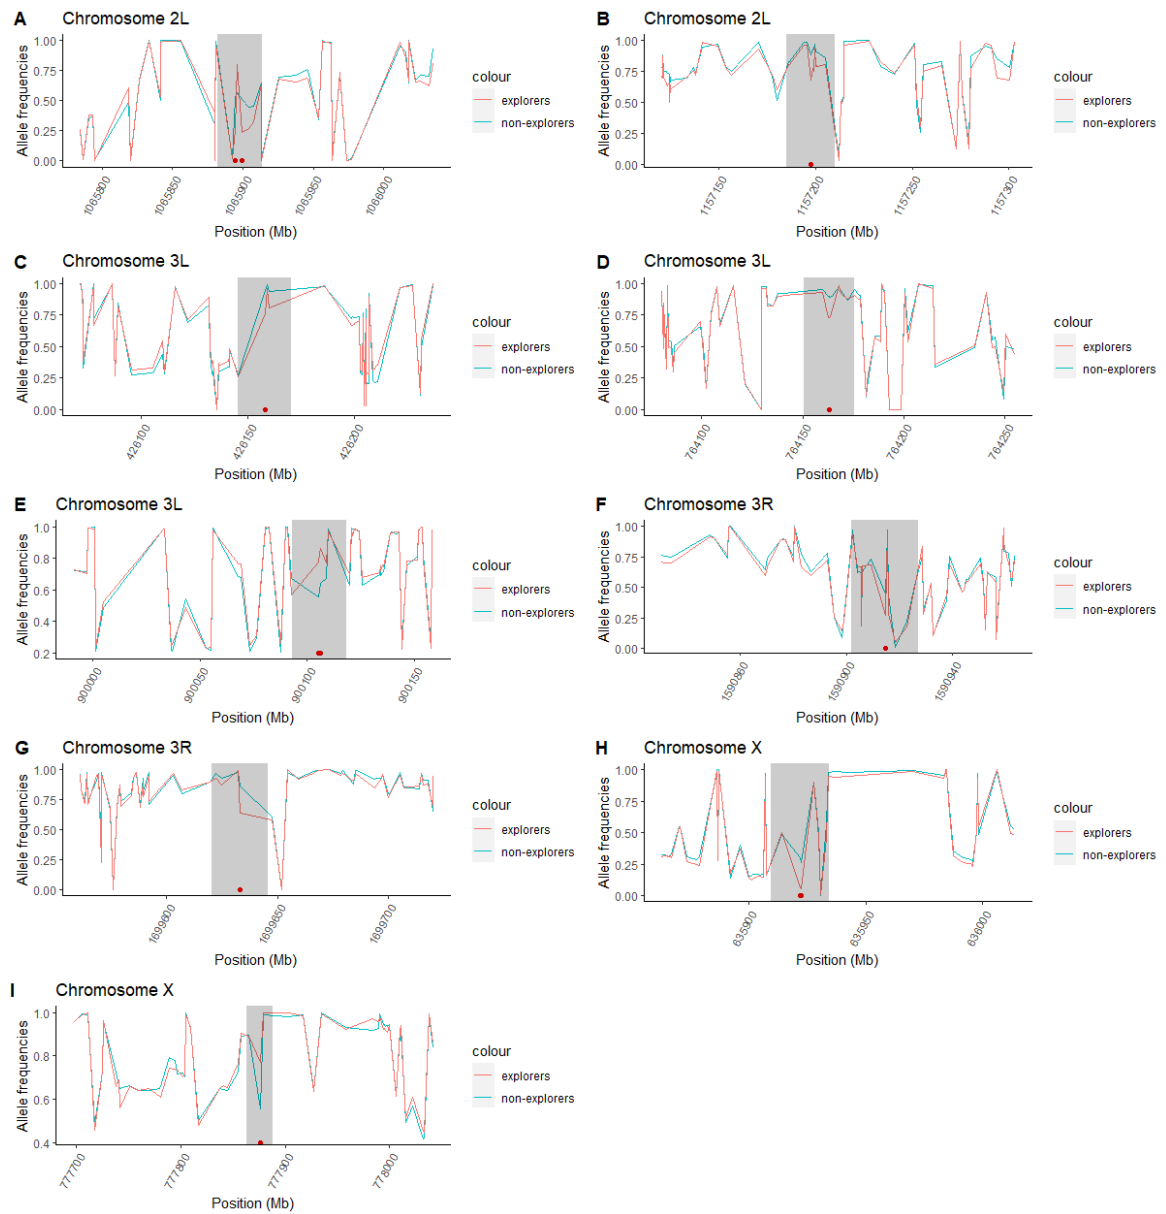 A Chromosome 2L
1.00
0.75
0.50
0.25
0.00
Allele frequencies
1065800
1065850
1065900
1065950
1066000
Position (Mb)
colour
explorers
non-explorers
B Chromosome 2L
1.00
0.75
0.50
0.25
0.00
Allele frequencies
1157150
1157200
1157250
1157300
Position (Mb)
colour
explorers
non-explorers
C Chromosome 3L
1.00
0.75
0.50
0.25
0.00
Allele frequencies
426100
426150
426200
Position (Mb)
colour
explorers
non-explorers
D Chromosome 3L
1.00
0.75
0.50
0.25
0.00
Allele frequencies
764100
764150
764200
764250
Position (Mb)
colour
explorers
non-explorers
E Chromosome 3L
1.0
0.8
0.6
0.4
0.2
Allele frequencies
900000
900050
900100
900150
Position (Mb)
colour
explorers
non-explorers
F Chromosome 3R
1.00
0.75
0.50
0.25
0.00
Allele frequencies
1590860
1590900
1590940
Position (Mb)
colour
explorers
non-explorers
G Chromosome 3R
1.00
0.75
0.50
0.25
0.00
Allele frequencies
1699600
1699650
1699700
Position (Mb)
colour
explorers
non-explorers
H Chromosome X
1.00
0.75
0.50
0.25
0.00
Allele frequencies
635900
635950
636000
Position (Mb)
colour
explorers
non-explorers
I Chromosome X
1.0
0.8
0.6
0.4
Allele frequencies
777700
777800
777900
778000
Position (Mb)
colour
explorers
non-explorers